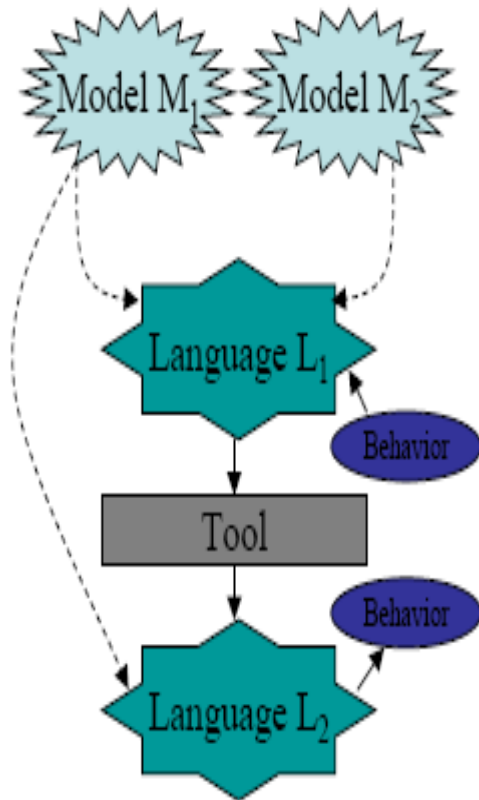 Model M₁
Model M₂
Language L₁
Behavior
Tool
Behavior
Language L₂